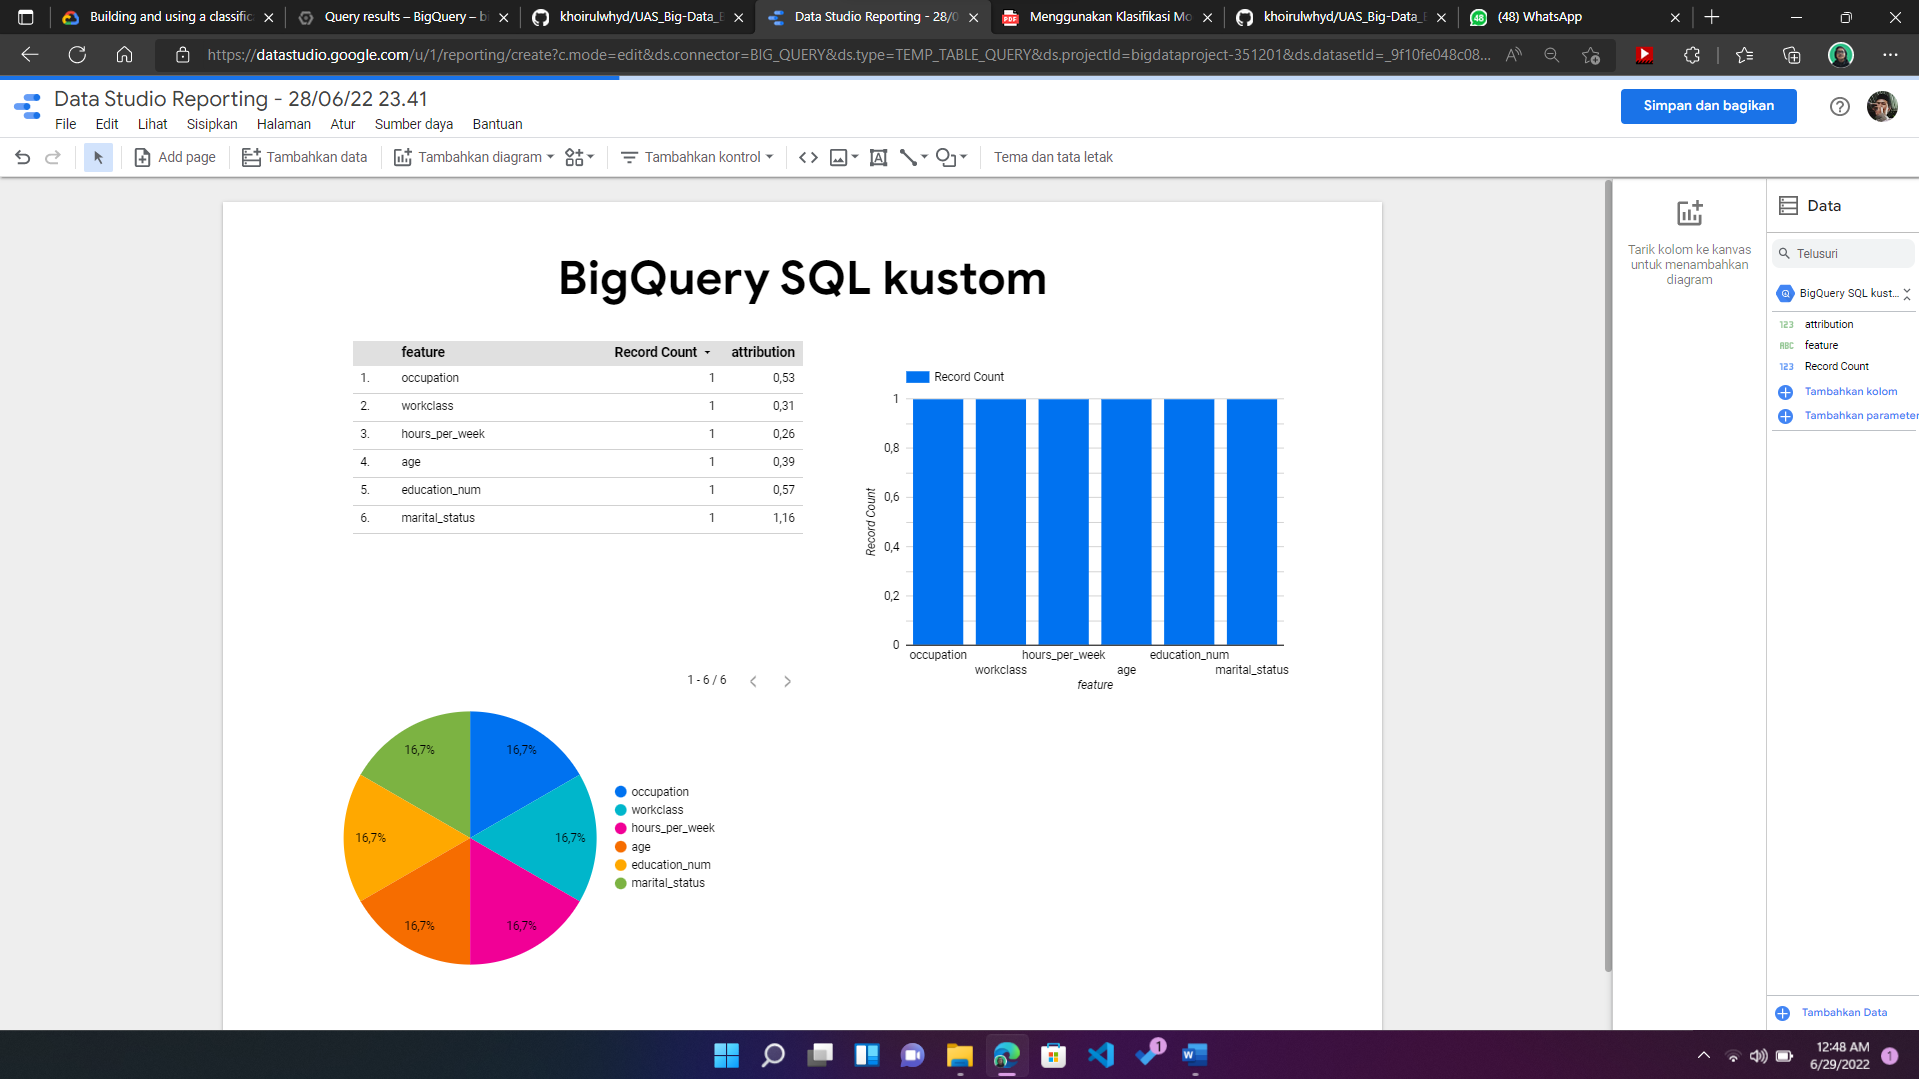 Building and using a classific
Query results – BigQuery – bi
khoirulwhyd/UAS_Big-Data_B
Data Studio Reporting - 28/0
Menggunakan Klasifikasi Mo
khoirulwhyd/UAS_Big-Data_B
(48) WhatsApp
https://datastudio.google.com/u/1/reporting/create?c.mode=edit&ds.connector=BIG_QUERY&ds.type=TEMP_TABLE_QUERY&ds.projectId=bigdataproject-351201&ds.datasetId=_9f10fe048c08...
Data Studio Reporting - 28/06/22 23.41
File Edit Lihat Sisipkan Halaman Atur Sumber daya Bantuan
Simpan dan bagikan
Add page Tambahkan data Tambahkan diagram Tambahkan kontrol Tema dan tata letak
BigQuery SQL kustom
feature Record Count attribution
1. occupation 1 0,53
2. workclass 1 0,31
3. hours_per_week 1 0,26
4. age 1 0,39
5. education_num 1 0,57
6. marital_status 1 1,16
1 - 6 / 6
Record Count
1
0,8
0,6
0,4
0,2
0
Record Count
occupation
workclass
hours_per_week
age
education_num
marital_status
feature
16,7%
16,7%
16,7%
16,7%
16,7%
16,7%
occupation
workclass
hours_per_week
age
education_num
marital_status
Tarik kolom ke kanvas
untuk menambahkan
diagram
Data
Telusuri
BigQuery SQL kust...
123 attribution
ABC feature
123 Record Count
Tambahkan kolom
Tambahkan parameter
Tambahkan Data
12:48 AM
6/29/2022
1
1